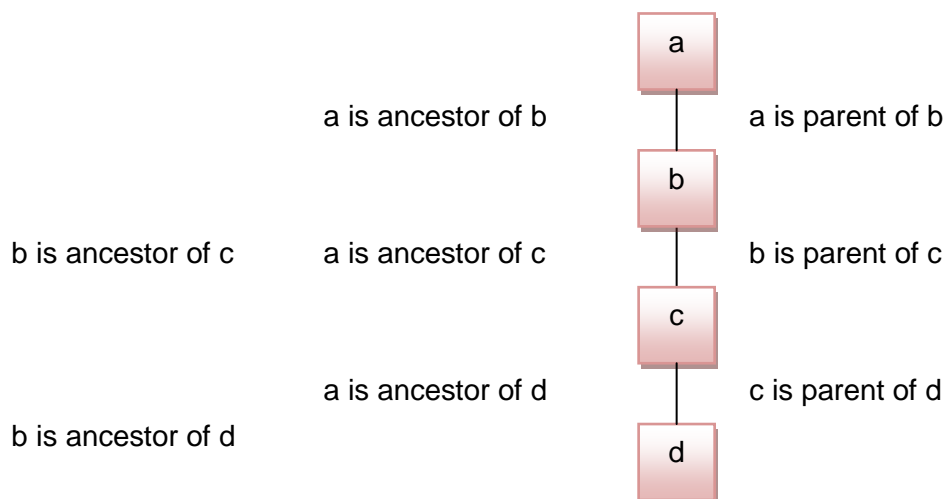 a
a is ancestor of b a is parent of b
b
b is ancestor of c a is ancestor of c b is parent of c
c
a is ancestor of d c is parent of d
b is ancestor of d
d